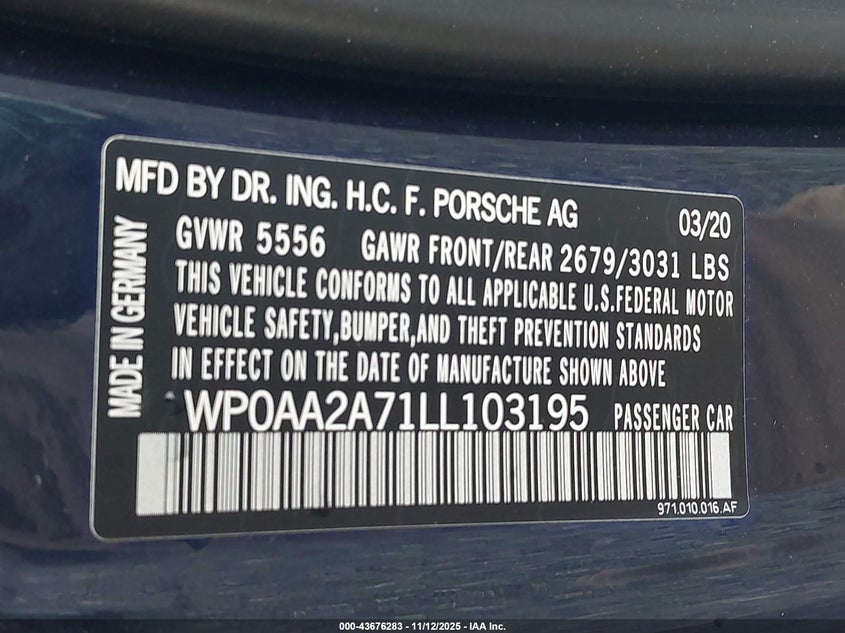 MFD BY DR. ING. H.C. F. PORSCHE AG 03/20
GVWR 5556 GAWR FRONT/REAR 2679/3031 LBS
THIS VEHICLE CONFORMS TO ALL APPLICABLE U.S.FEDERAL MOTOR
VEHICLE SAFETY,BUMPER,AND THEFT PREVENTION STANDARDS
IN EFFECT ON THE DATE OF MANUFACTURE SHOWN ABOVE
WP0AA2A71LL103195 PASSENGER CAR
971.010.016.AF
MADE IN GERMANY
000-43676283 - 11/12/2025 - IAA Inc.